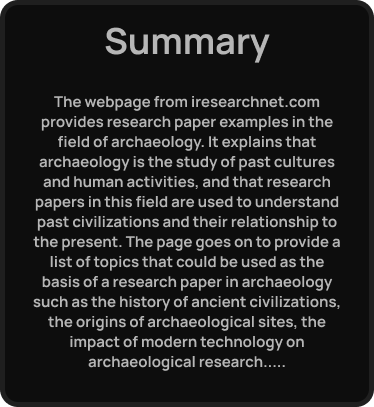 Summary
The webpage from iresearchnet.com
provides research paper examples in the
field of archaeology. It explains that
archaeology is the study of past cultures
and human activities, and that research
papers in this field are used to understand
past civilizations and their relationship to
the present. The page goes on to provide a
list of topics that could be used as the
basis of a research paper in archaeology
such as the history of ancient civilizations,
the origins of archaeological sites, the
impact of modern technology on
archaeological research.....